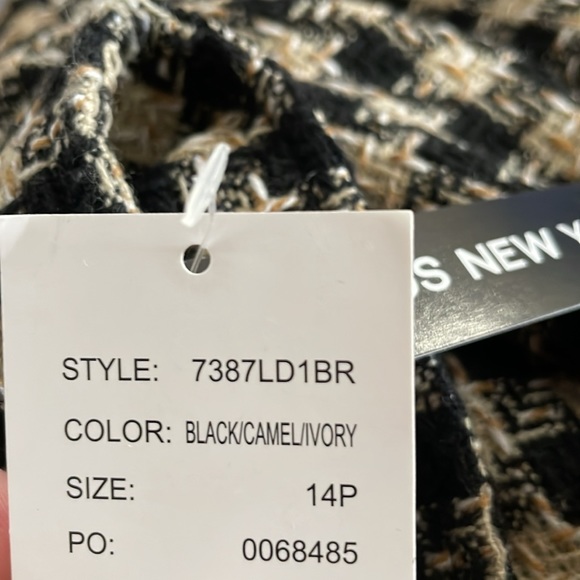 S NEW Y
STYLE: 7387LD1BR
COLOR: BLACK/CAMEL/IVORY
SIZE: 14P
PO: 0068485